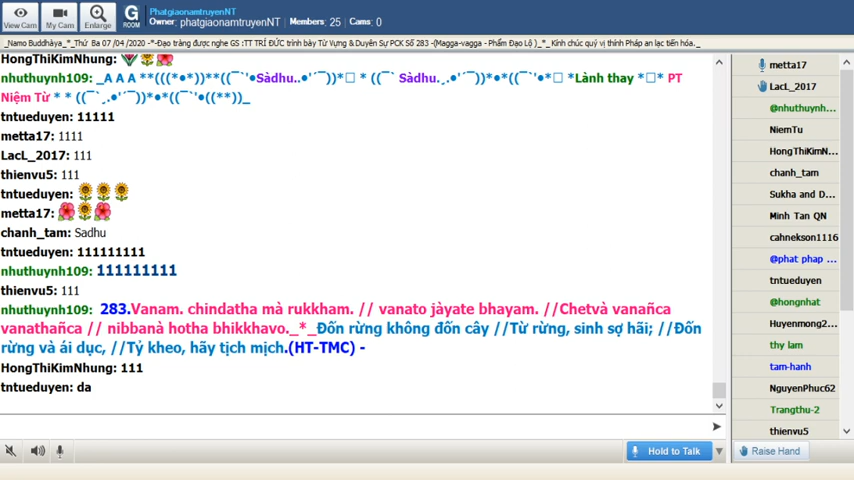 View Cam
My Cam
Enlarge
G
ROOM
PhatgiaonamtruyenNT
Owner: phatgiaonamtruyenNT | Members: 25 | Cams: 0
_Namo Buddhàya_*_Thứ Ba 07 /04 /2020 -*-Đạo tràng được nghe GS :TT TRÍ ĐỨC trình bày Từ Vựng & Duyên Sự PCK Số 283 -(Magga-vagga - Phẩm Đạo Lộ )_*_ Kính chúc quý vị thính Pháp an lạc tiến hóa._
HongThiKimNhung:
nhuthuynh109: _A A A **(((*•*))**((¯`'•Sàdhu..•'´¯))*•□ * ((¯` Sàdhu.¸.•'´¯))*•*((¯`'•*□ *Lành thay *□* PT
Niệm Từ * * ((¯`¸.•'´¯))*•*((¯`'•((**))_
tntueduyen: 11111
metta17: 1111
LacL_2017: 111
thienvu5: 111
tntueduyen:
metta17:
chanh_tam: Sadhu
tntueduyen: 111111111
nhuthuynh109: 111111111
thienvu5: 111
nhuthuynh109: 283.Vanam. chindatha mà rukkham. // vanato jàyate bhayam. //Chetvà vanañca
vanathañca // nibbanà hotha bhikkhavo._*_Đốn rừng không đốn cây //Từ rừng, sinh sợ hãi; //Đốn
rừng và ái dục, //Tỷ kheo, hãy tịch mịch.(HT-TMC) -
HongThiKimNhung: 111
tntueduyen: da
metta17
LacL_2017
@nhuthuynh...
NiemTu
HongThiKimN...
chanh_tam
Sukha and D...
Minh Tan QN
cahnekson1116
@phat phap ...
tntueduyen
@hongnhat
Huyenmong2...
thy lam
tam-hanh
NguyenPhuc62
Trangthu-2
thienvu5
Hold to Talk
Raise Hand